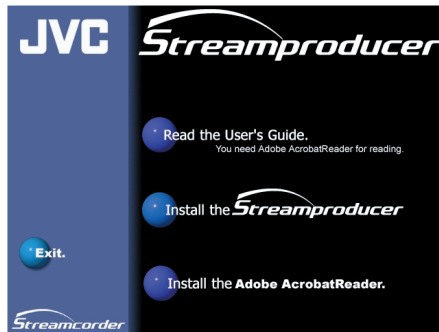 JVC
Streamproducer
Read the User's Guide.
You need Adobe AcrobatReader for reading.
Install the Streamproducer
Exit.
Install the Adobe AcrobatReader.
Streamcorder